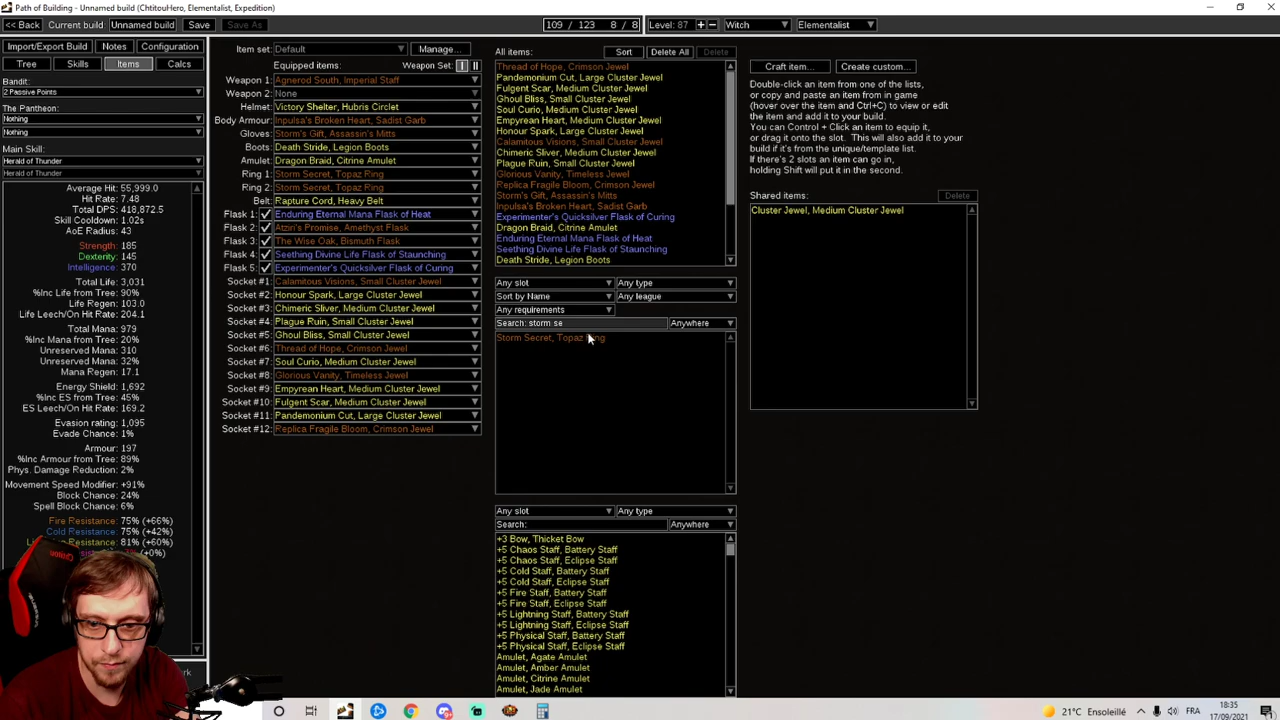 Path of Building - Unnamed build (ChtitouHero, Elementalist, Expedition)
<< Back Current build: Unnamed build Save Save As 109 / 123 8 / 8 Level: 87 + - Witch Elementalist
Import/Export Build Notes Configuration
Tree Skills Items Calcs
Bandit:
2 Passive Points
The Pantheon:
Nothing
Nothing
Main Skill:
Herald of Thunder
Herald of Thunder
Average Hit: 55,999.0
Hit Rate: 7.48
Total DPS: 418,872.5
Skill Cooldown: 1.02s
AoE Radius: 43
Strength: 185
Dexterity: 145
Intelligence: 370
Total Life: 3,031
%Inc Life from Tree: 90%
Life Regen: 103.0
Life Leech/On Hit Rate: 204.1
Total Mana: 979
%Inc Mana from Tree: 20%
Unreserved Mana: 310
Unreserved Mana: 32%
Mana Regen: 17.1
Energy Shield: 1,692
%Inc ES from Tree: 45%
ES Leech/On Hit Rate: 169.2
Evasion rating: 1,095
Evade Chance: 1%
Armour: 197
%Inc Armour from Tree: 89%
Phys. Damage Reduction: 2%
Movement Speed Modifier: +91%
Block Chance: 24%
Spell Block Chance: 6%
Fire Resistance: 75% (+66%)
Cold Resistance: 75% (+42%)
81% (+60%)
(+0%)
Item set: Default Manage...
Equipped items: Weapon Set: I II
Weapon 1: Agnerod South, Imperial Staff
Weapon 2: None
Helmet: Victory Shelter, Hubris Circlet
Body Armour: Inpulsa's Broken Heart, Sadist Garb
Gloves: Storm's Gift, Assassin's Mitts
Boots: Death Stride, Legion Boots
Amulet: Dragon Braid, Citrine Amulet
Ring 1: Storm Secret, Topaz Ring
Ring 2: Storm Secret, Topaz Ring
Belt: Rapture Cord, Heavy Belt
Flask 1: Enduring Eternal Mana Flask of Heat
Flask 2: Atziri's Promise, Amethyst Flask
Flask 3: The Wise Oak, Bismuth Flask
Flask 4: Seething Divine Life Flask of Staunching
Flask 5: Experimenter's Quicksilver Flask of Curing
Socket #1: Calamitous Visions, Small Cluster Jewel
Socket #2: Honour Spark, Large Cluster Jewel
Socket #3: Chimeric Sliver, Medium Cluster Jewel
Socket #4: Plague Ruin, Small Cluster Jewel
Socket #5: Ghoul Bliss, Small Cluster Jewel
Socket #6: Thread of Hope, Crimson Jewel
Socket #7: Soul Curio, Medium Cluster Jewel
Socket #8: Glorious Vanity, Timeless Jewel
Socket #9: Empyrean Heart, Medium Cluster Jewel
Socket #10: Fulgent Scar, Medium Cluster Jewel
Socket #11: Pandemonium Cut, Large Cluster Jewel
Socket #12: Replica Fragile Bloom, Crimson Jewel
All items: Sort Delete All Delete
Thread of Hope, Crimson Jewel
Pandemonium Cut, Large Cluster Jewel
Fulgent Scar, Medium Cluster Jewel
Ghoul Bliss, Small Cluster Jewel
Soul Curio, Medium Cluster Jewel
Empyrean Heart, Medium Cluster Jewel
Honour Spark, Large Cluster Jewel
Calamitous Visions, Small Cluster Jewel
Chimeric Sliver, Medium Cluster Jewel
Plague Ruin, Small Cluster Jewel
Glorious Vanity, Timeless Jewel
Replica Fragile Bloom, Crimson Jewel
Storm's Gift, Assassin's Mitts
Inpulsa's Broken Heart, Sadist Garb
Experimenter's Quicksilver Flask of Curing
Dragon Braid, Citrine Amulet
Enduring Eternal Mana Flask of Heat
Seething Divine Life Flask of Staunching
Death Stride, Legion Boots
Any slot Any type
Sort by Name Any league
Any requirements
Search: storm se Anywhere
Storm Secret, Topaz Ring
Any slot Any type
Search: Anywhere
+3 Bow, Thicket Bow
+5 Chaos Staff, Battery Staff
+5 Chaos Staff, Eclipse Staff
+5 Cold Staff, Battery Staff
+5 Cold Staff, Eclipse Staff
+5 Fire Staff, Battery Staff
+5 Fire Staff, Eclipse Staff
+5 Lightning Staff, Battery Staff
+5 Lightning Staff, Eclipse Staff
+5 Physical Staff, Battery Staff
+5 Physical Staff, Eclipse Staff
Amulet, Agate Amulet
Amulet, Amber Amulet
Amulet, Citrine Amulet
Amulet, Jade Amulet
Craft item... Create custom...
Double-click an item from one of the lists,
or copy and paste an item from in game
(hover over the item and Ctrl+C) to view or edit
the item and add it to your build.
You can Control + Click an item to equip it,
or drag it onto the slot. This will also add it to your
build if it's from the unique/template list.
If there's 2 slots an item can go in,
holding Shift will put it in the second.
Shared items: Delete
Cluster Jewel, Medium Cluster Jewel
21°C Ensoleillé FRA 18:35
17/09/2021